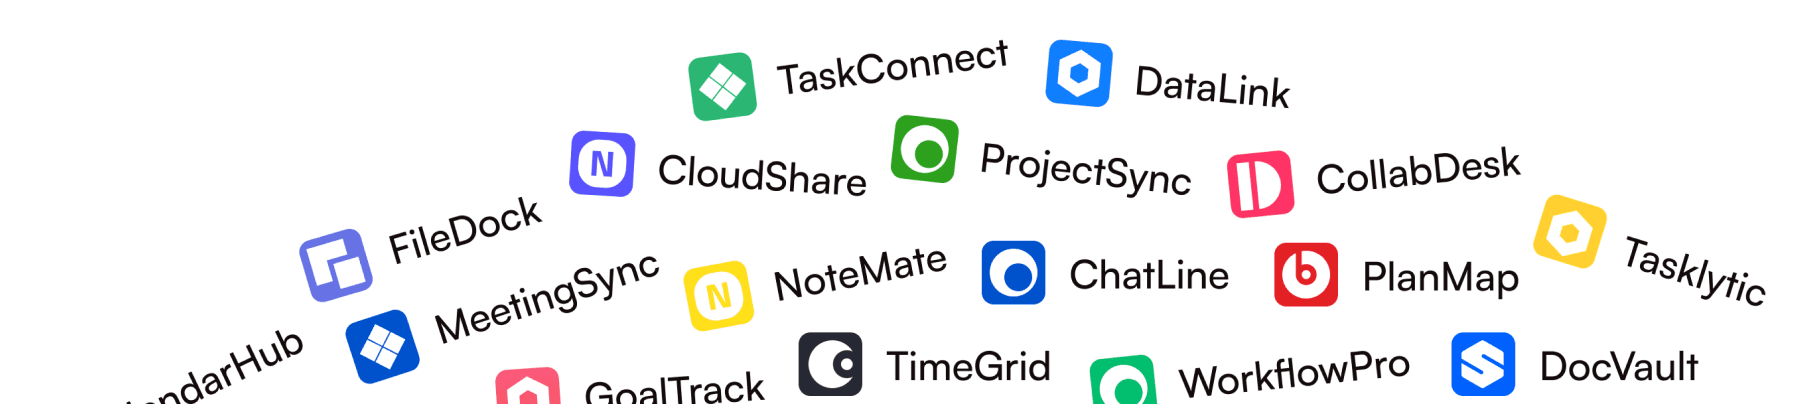 TaskConnect
DataLink
CloudShare
ProjectSync
CollabDesk
FileDock
Tasklytic
MeetingSync
NoteMate
ChatLine
PlanMap
GoalTrack
TimeGrid
WorkflowPro
DocVault